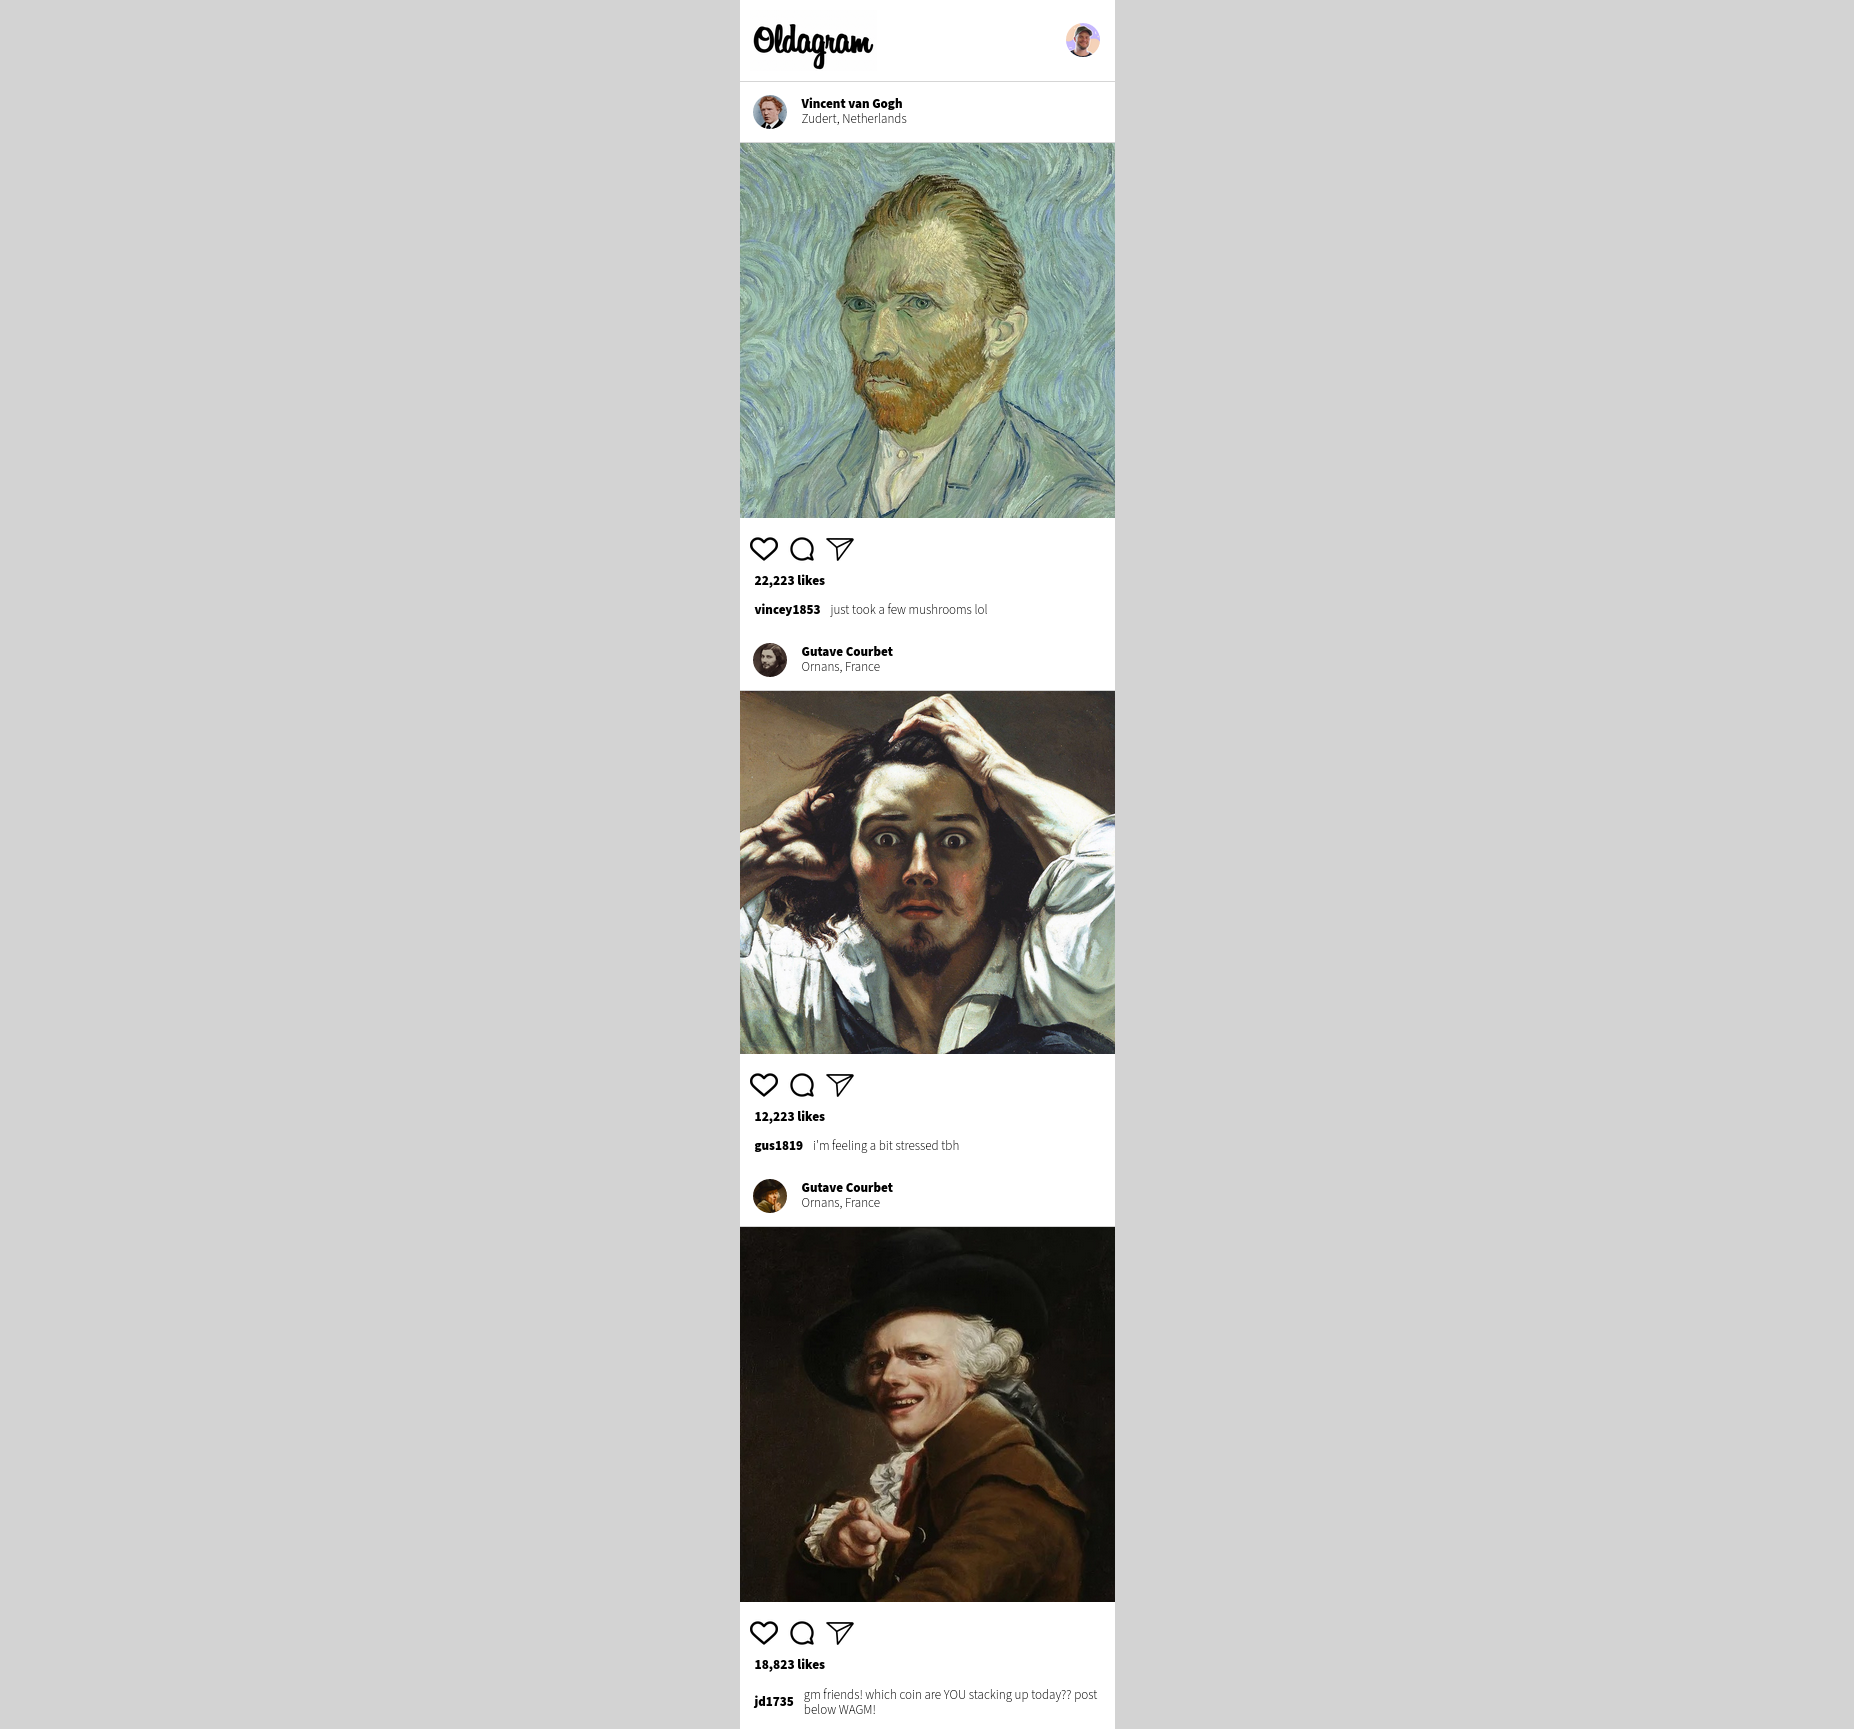 Oldagram
Vincent van Gogh
Zudert, Netherlands
22,223 likes
vincey1853 just took a few mushrooms lol
Gutave Courbet
Ornans, France
12,223 likes
gus1819 i'm feeling a bit stressed tbh
Gutave Courbet
Ornans, France
18,823 likes
jd1735 gm friends! which coin are YOU stacking up today?? post
below WAGM!